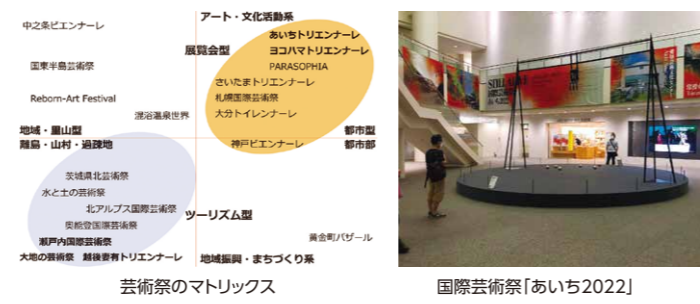 アート・文化活動系
中之条ビエンナーレ
あいちトリエンナーレ
展覧会型
ヨコハマトリエンナーレ
国東半島芸術祭
PARASOPHIA
さいたまトリエンナーレ
Reborn-Art Festival
札幌国際芸術祭
混浴温泉世界
大分トイレンナーレ
地域・里山型
都市型
離島・山村・過疎地
神戸ビエンナーレ
都市部
茨城県北芸術祭
水と土の芸術祭
北アルプス国際芸術祭
ツーリズム型
奥能登国際芸術祭
瀬戸内国際芸術祭
黄金町バザール
大地の芸術祭 越後妻有トリエンナーレ
地域振興・まちづくり系
芸術祭のマトリックス
STILL ALIVE
国際芸術祭「あいち2022」